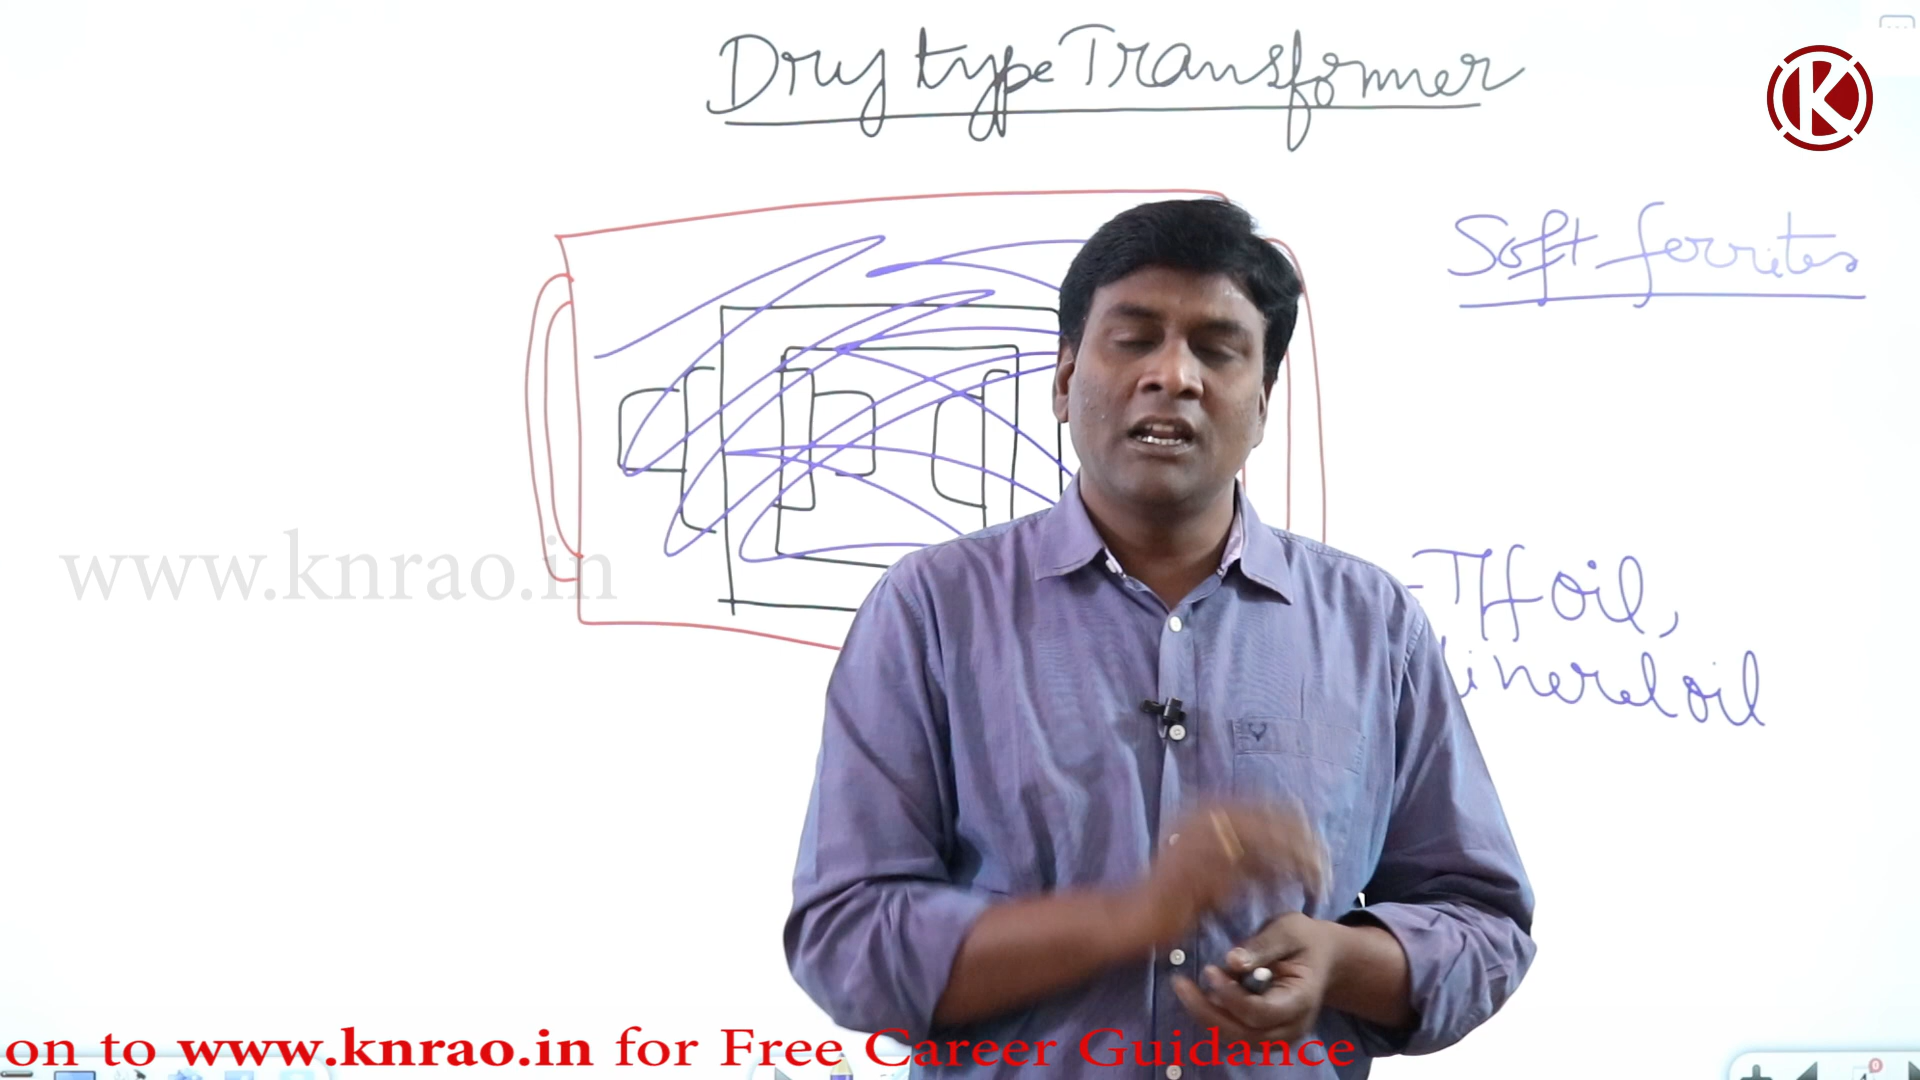 Dry type Transformer
K
Soft ferrites
www.knrao.in
THf oil,
ineral oil
on to www.knrao.in for Free Career Guidance